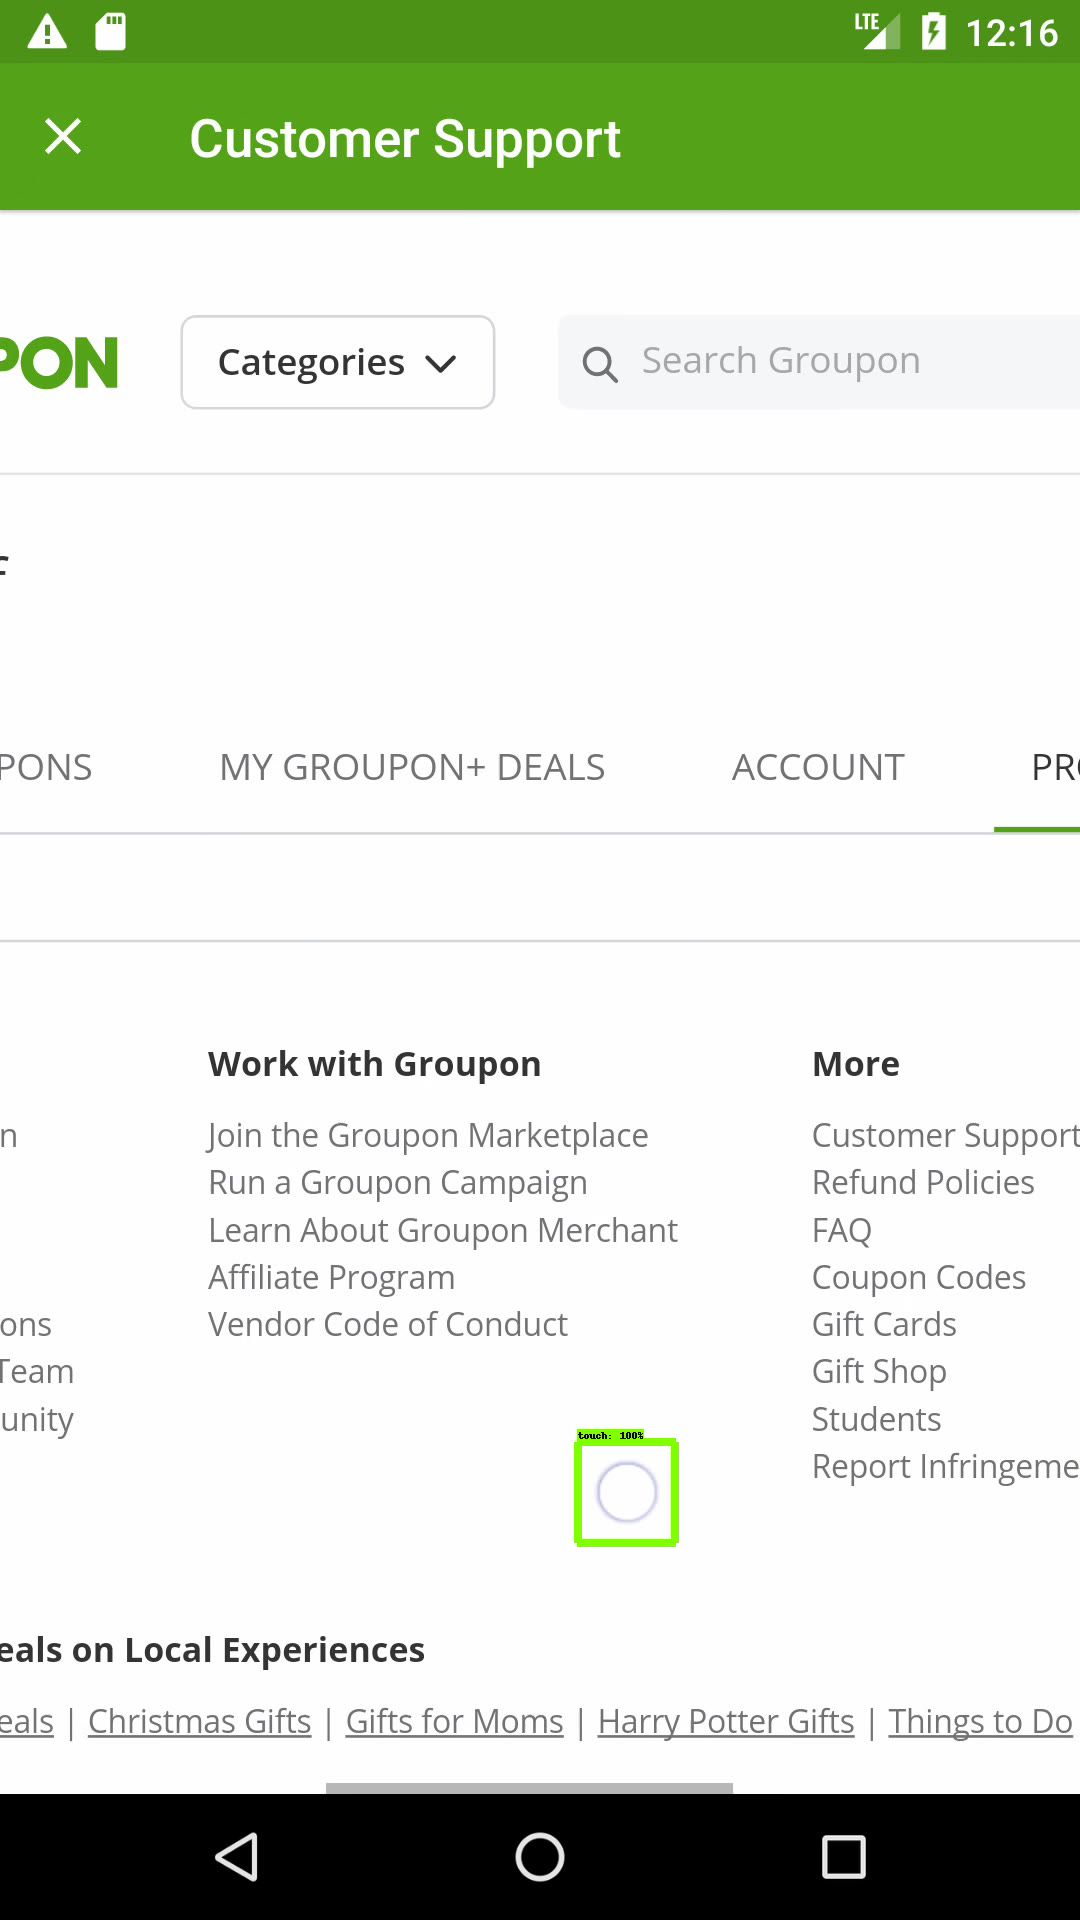 LTE 12:16
Customer Support
PON Categories Search Groupon
PONS MY GROUPON+ DEALS ACCOUNT PRO
Work with Groupon More
n Join the Groupon Marketplace Customer Support
Run a Groupon Campaign Refund Policies
Learn About Groupon Merchant FAQ
Affiliate Program Coupon Codes
ons Vendor Code of Conduct Gift Cards
Team Gift Shop
unity Students
touch: 100%
Report Infringeme
eals on Local Experiences
eals | Christmas Gifts | Gifts for Moms | Harry Potter Gifts | Things to Do